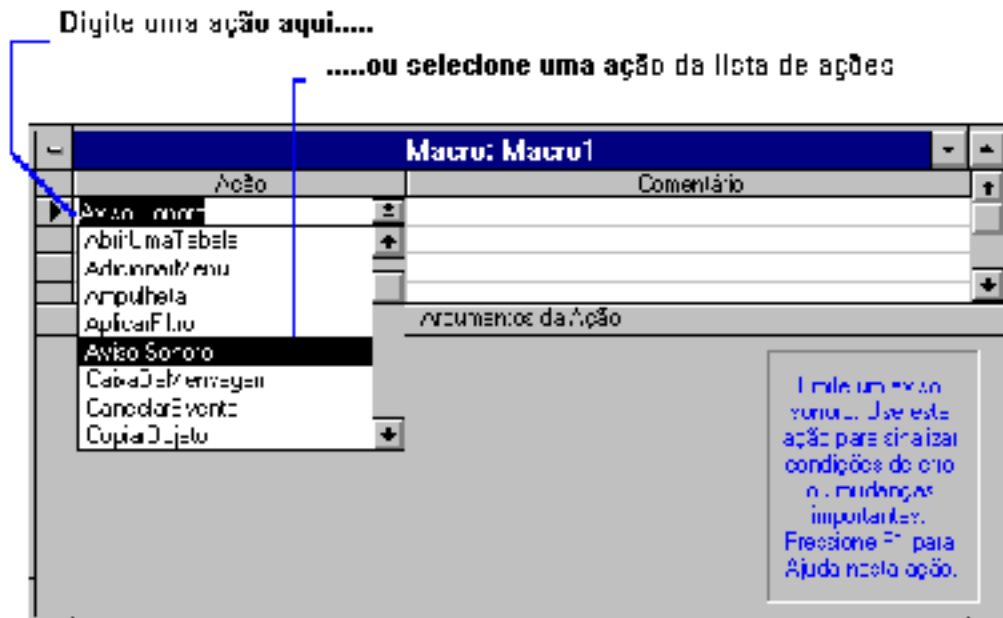 Digite uma ação aqui.....
.....ou selecione uma ação da lista de ações
Macro: Macro1
Ação
Comentário
Aviso Sonoro
AbrirUmaTabela
AdicionarMenu
Ampulheta
AplicarFiltro
Aviso Sonoro
CaixaDeMensagem
CancelarEvento
CopiarObjeto
Argumentos da Ação
Emite um aviso
sonoro. Use esta
ação para sinalizar
condições de erro
ou mudanças
importantes.
Pressione F1 para
Ajuda nesta ação.